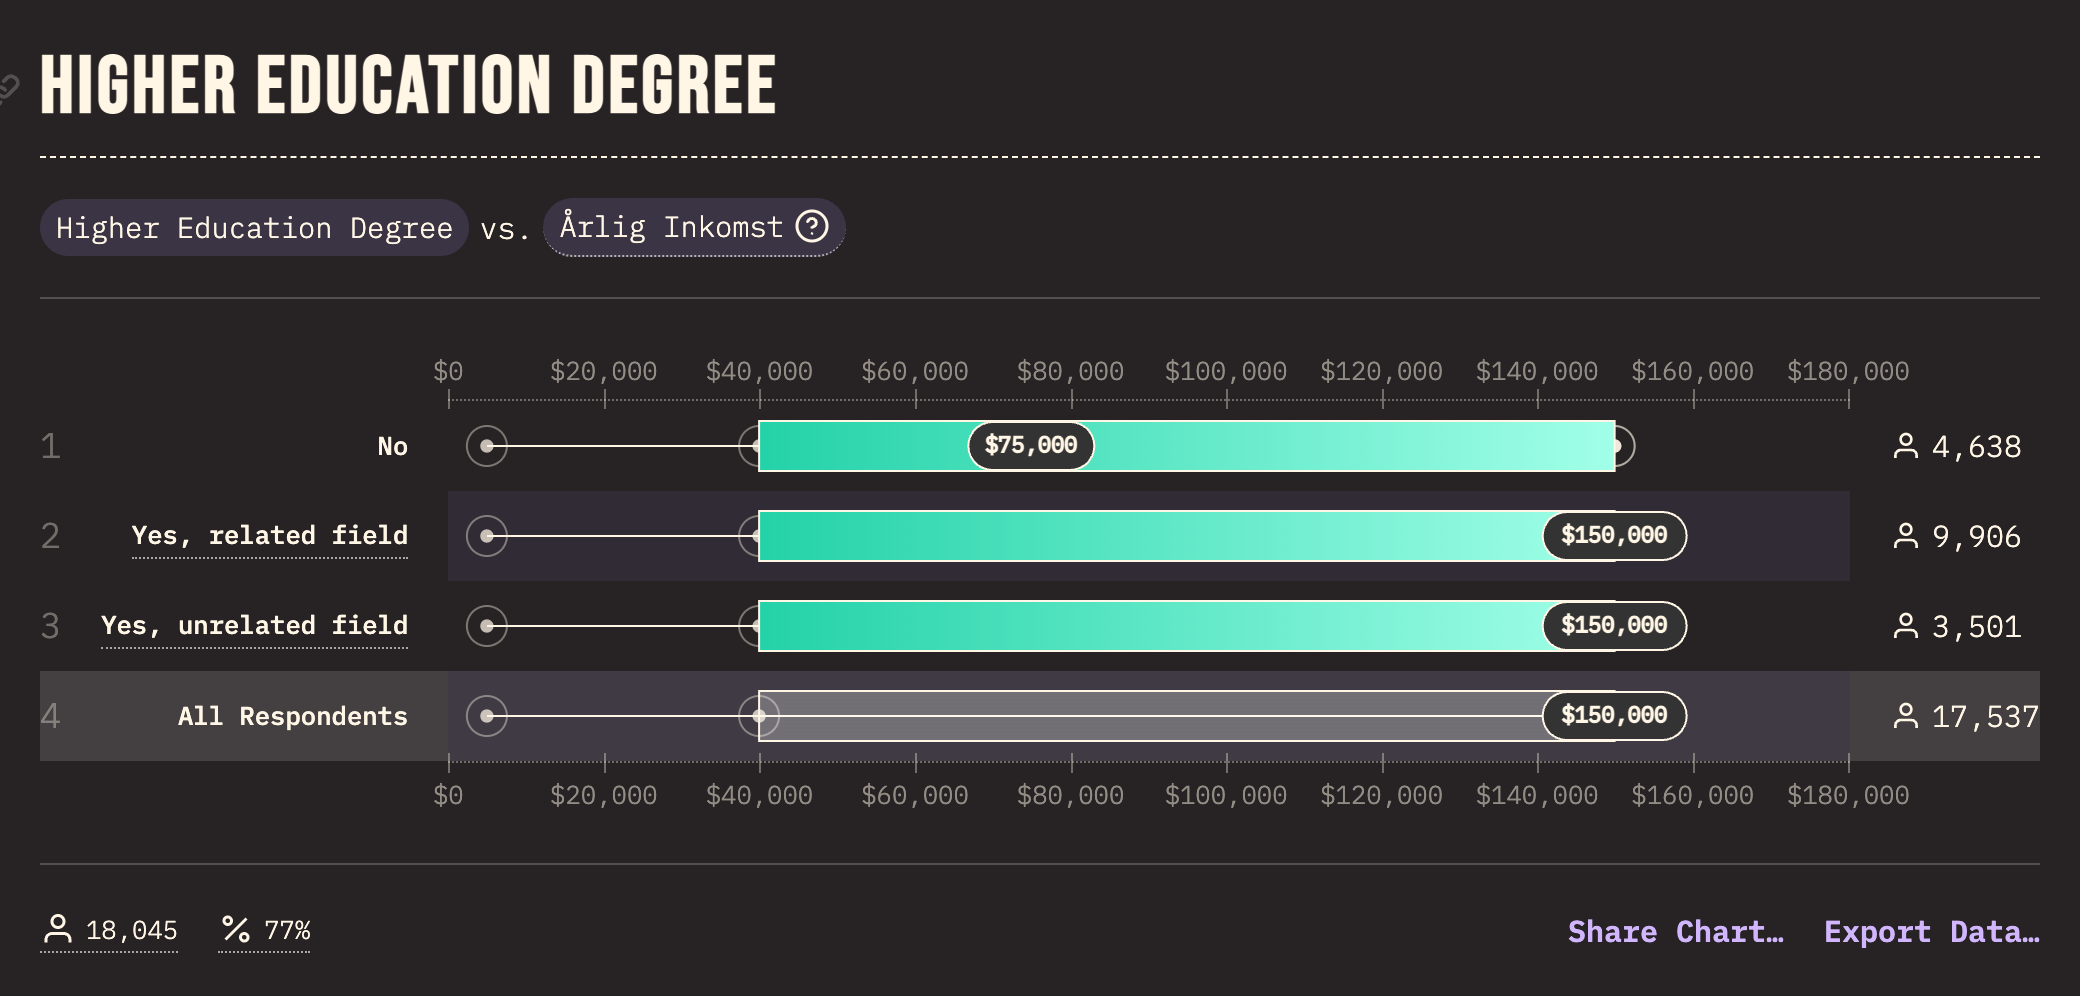 HIGHER EDUCATION DEGREE
Higher Education Degree vs. Årlig Inkomst ?
$0 $20,000 $40,000 $60,000 $80,000 $100,000 $120,000 $140,000 $160,000 $180,000
1 No $75,000 4,638
2 Yes, related field $150,000 9,906
3 Yes, unrelated field $150,000 3,501
4 All Respondents $150,000 17,537
$0 $20,000 $40,000 $60,000 $80,000 $100,000 $120,000 $140,000 $160,000 $180,000
18,045 % 77% Share Chart… Export Data…